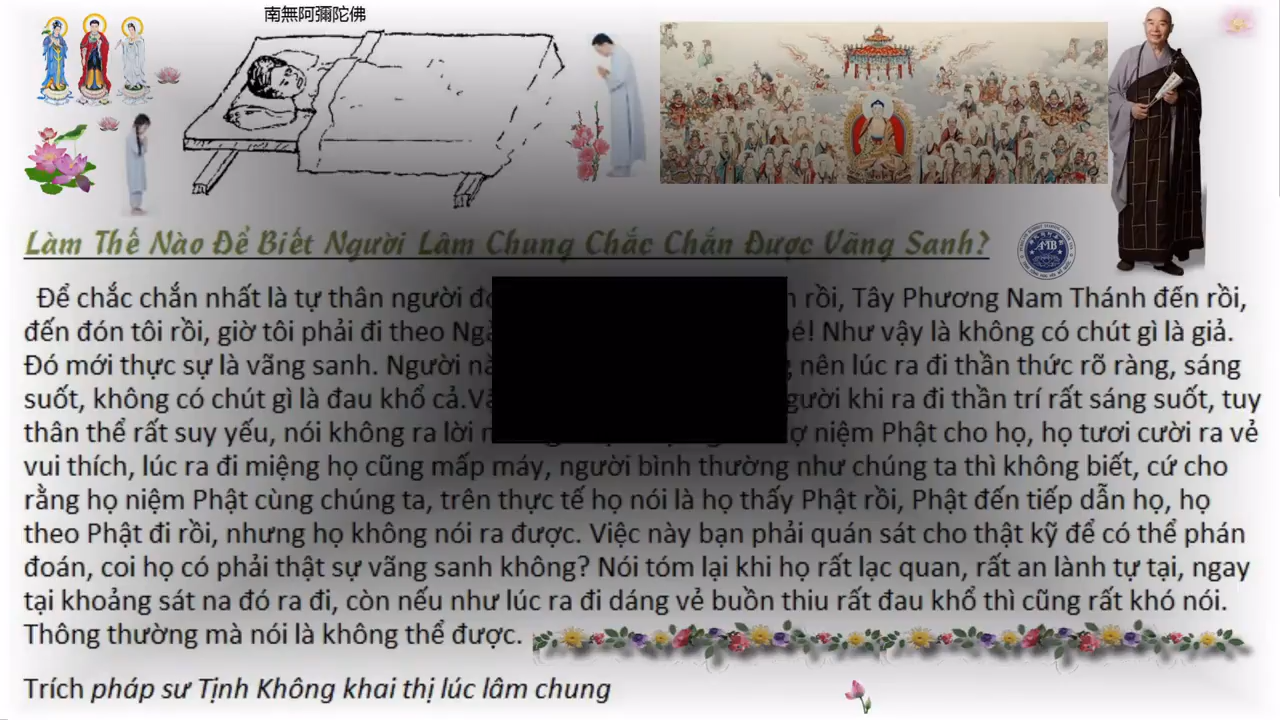 南無阿彌陀佛
Làm Thế Nào Để Biết Người Lâm Chung Chắc Chắn Được Vãng Sanh?
AMB
Để chắc chắn nhất là tự thân người rồi, Tây Phương Nam Thánh đến rồi,
đến đón tôi rồi, giờ tôi phải đi theo Như vậy là không có chút gì là giả.
Đó mới thực sự là vãng sanh. Người nên lúc ra đi thần thức rõ ràng, sáng
suốt, không có chút gì là đau khổ cả. người khi ra đi thần trí rất sáng suốt, tuy
thân thể rất suy yếu, nói không ra lời niệm Phật cho họ, họ tươi cười ra vẻ
vui thích, lúc ra đi miệng họ cũng mấp máy, người bình thường như chúng ta thì không biết, cứ cho
rằng họ niệm Phật cùng chúng ta, trên thực tế họ nói là họ thấy Phật rồi, Phật đến tiếp dẫn họ, họ
theo Phật đi rồi, nhưng họ không nói ra được. Việc này bạn phải quán sát cho thật kỹ để có thể phán
đoán, coi họ có phải thật sự vãng sanh không? Nói tóm lại khi họ rất lạc quan, rất an lành tự tại, ngay
tại khoảng sát na đó ra đi, còn nếu như lúc ra đi dáng vẻ buồn thiu rất đau khổ thì cũng rất khó nói.
Thông thường mà nói là không thể được.
Trích pháp sư Tịnh Không khai thị lúc lâm chung